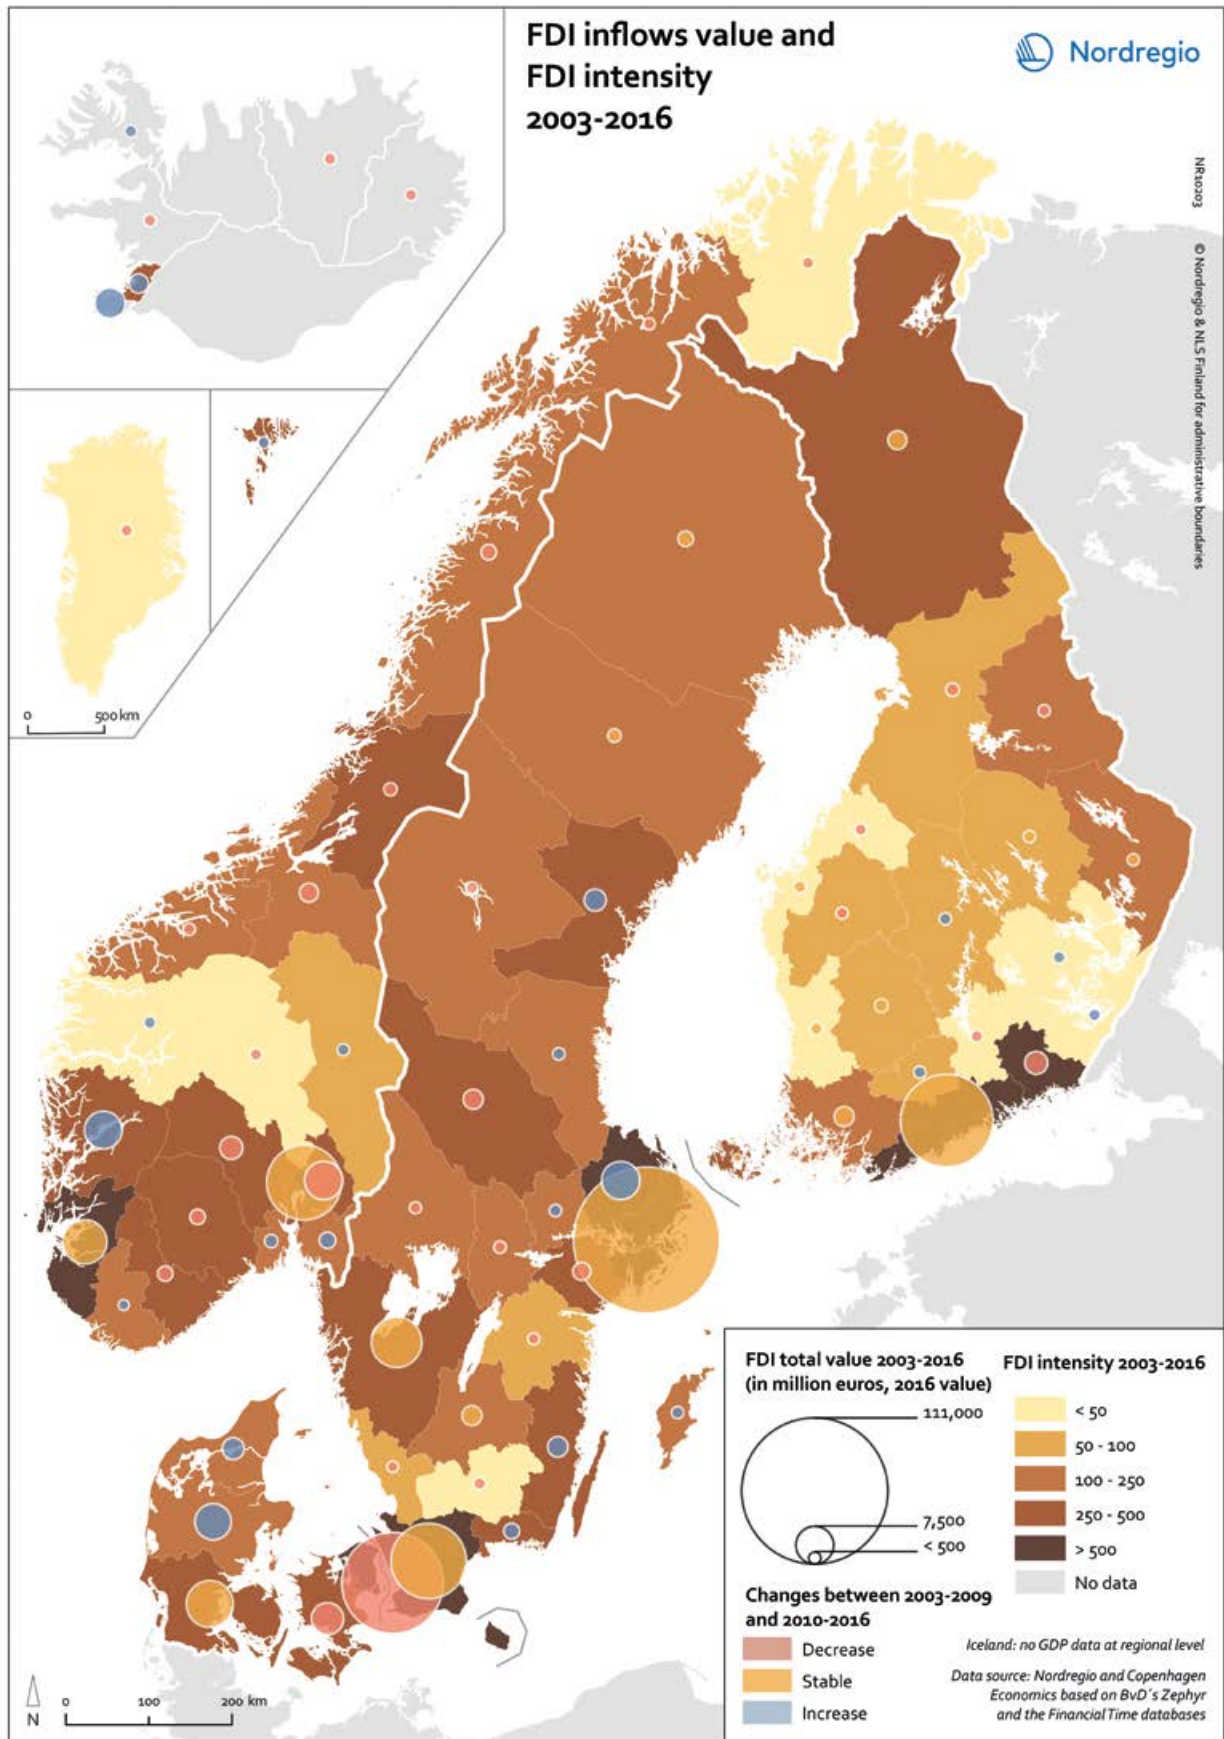 FDI inflows value and
FDI intensity
2003-2016
Nordregio
NR10203
© Nordregio & NLS Finland for administrative boundaries
0
500 km
FDI total value 2003-2016
(in million euros, 2016 value)
111,000
7,500
< 500
Changes between 2003-2009
and 2010-2016
Decrease
Stable
Increase
FDI intensity 2003-2016
< 50
50 - 100
100 - 250
250 - 500
> 500
No data
Iceland: no GDP data at regional level
Data source: Nordregio and Copenhagen
Economics based on BvD´s Zephyr
and the Financial Time databases
N
0
100
200 km